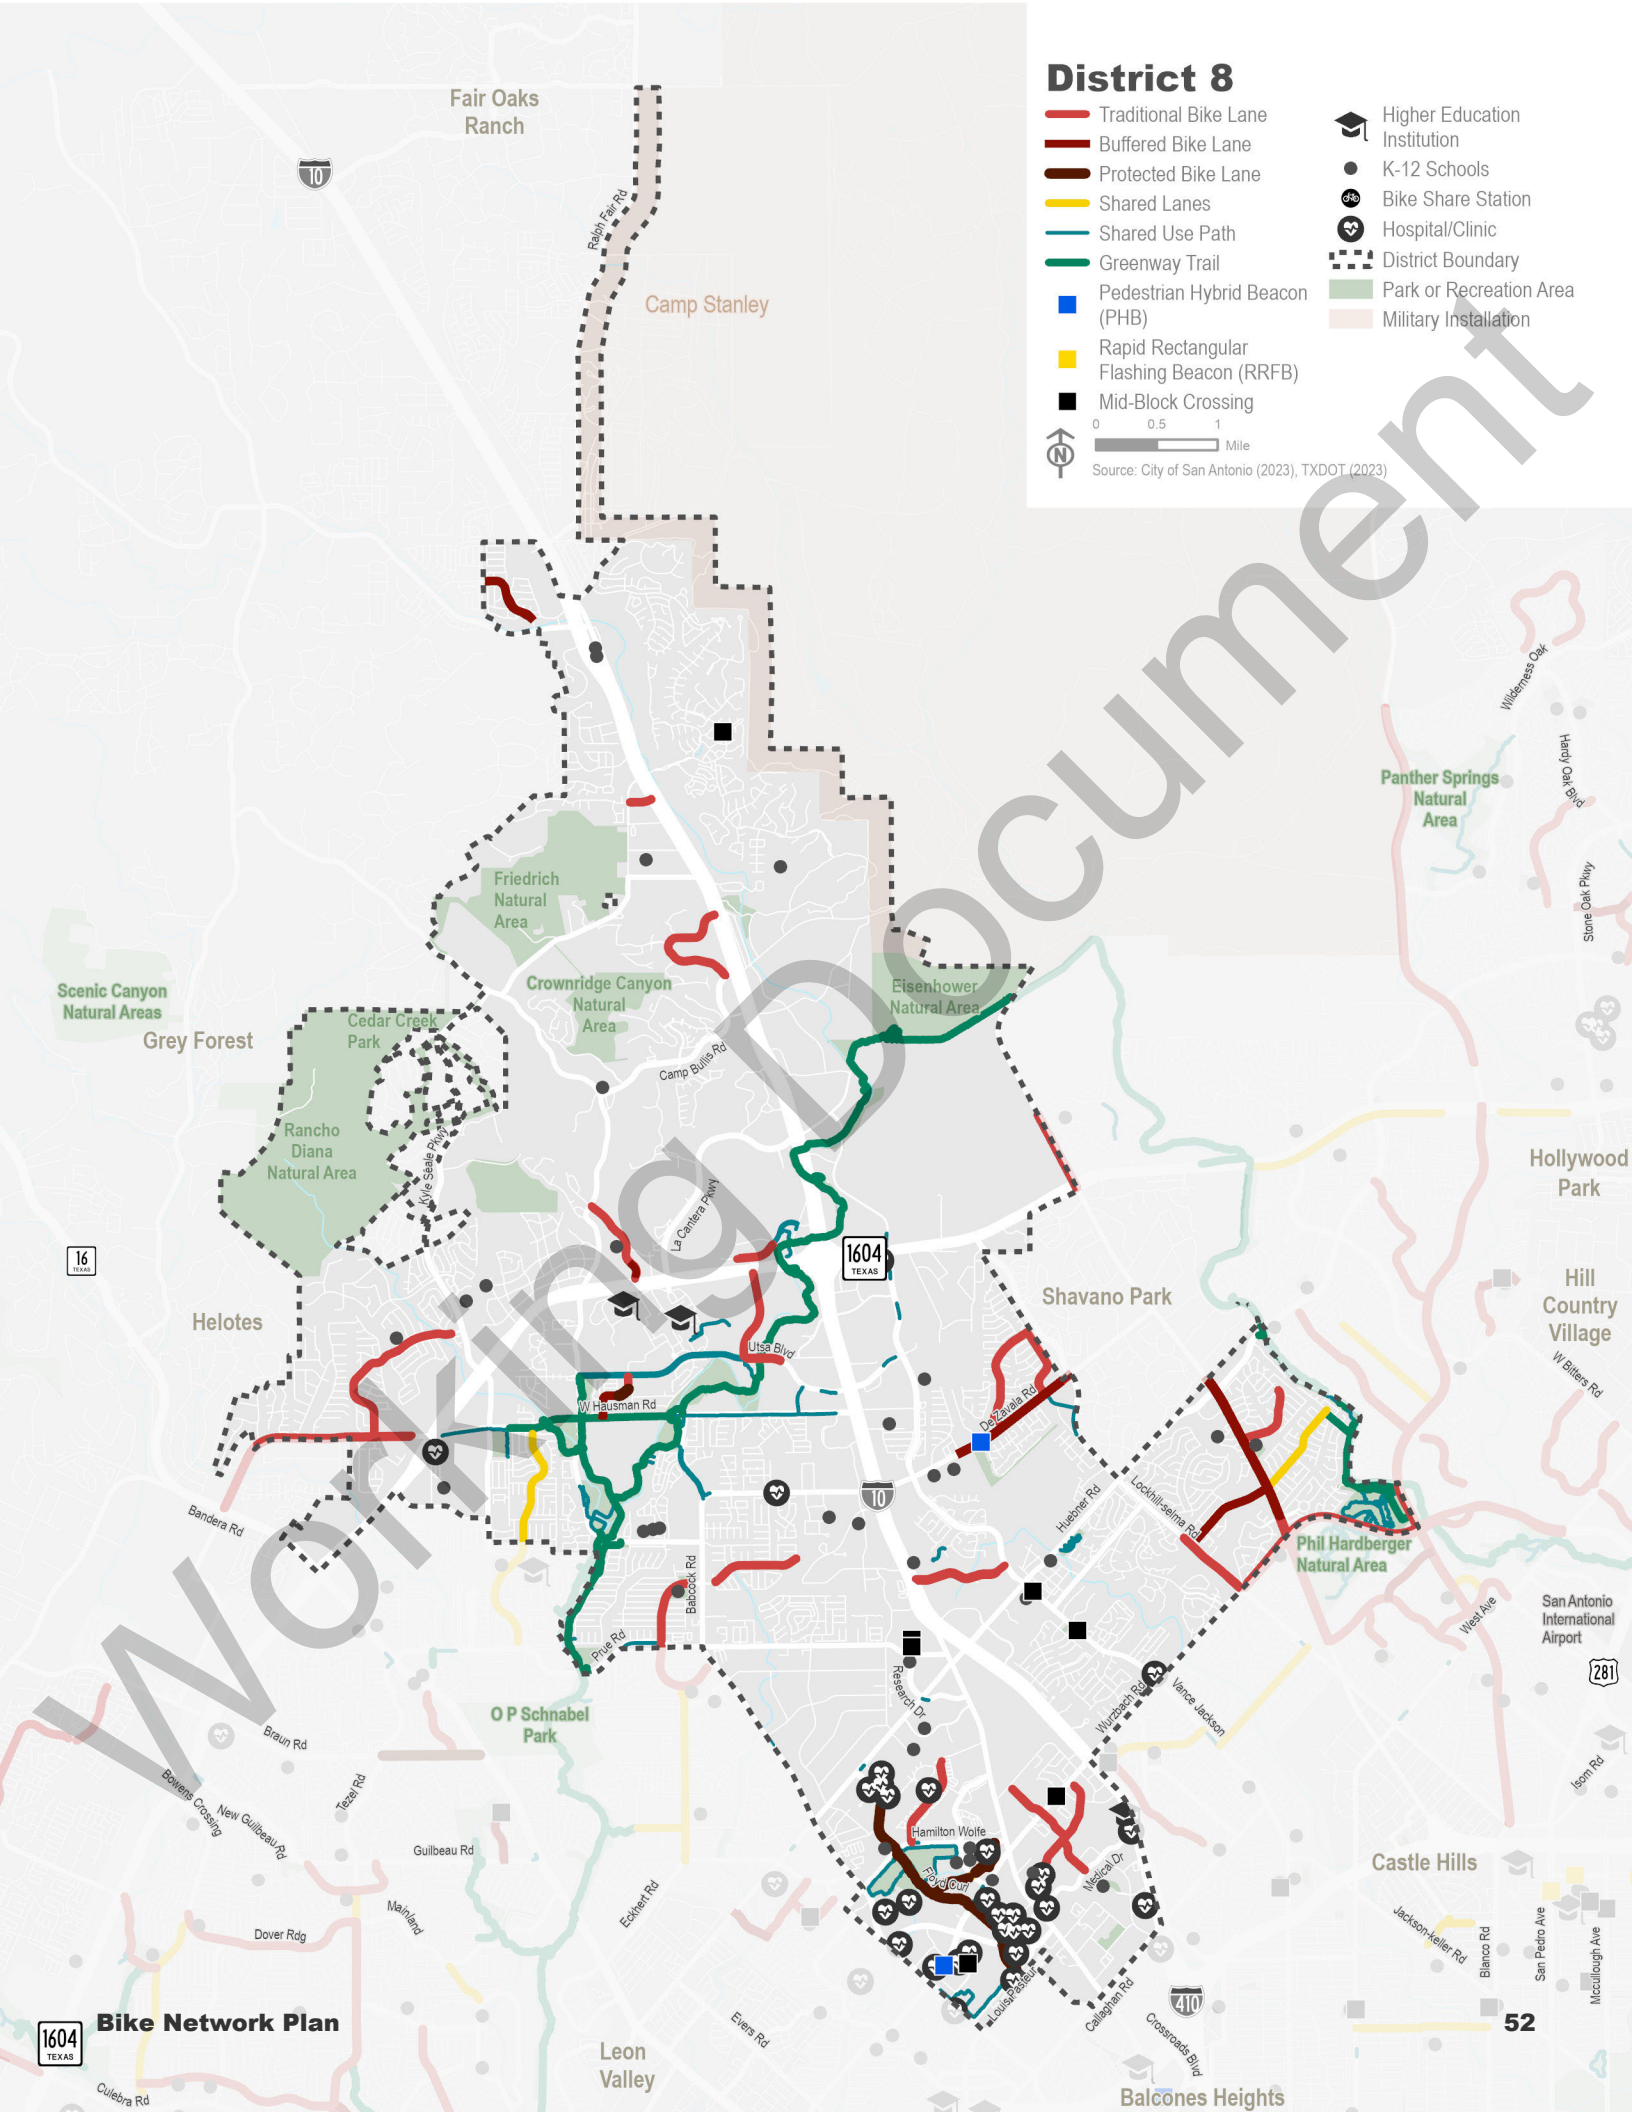 District 8
Traditional Bike Lane
Buffered Bike Lane
Protected Bike Lane
Shared Lanes
Shared Use Path
Greenway Trail
Pedestrian Hybrid Beacon
(PHB)
Rapid Rectangular
Flashing Beacon (RRFB)
Mid-Block Crossing
Higher Education
Institution
K-12 Schools
Bike Share Station
Hospital/Clinic
District Boundary
Park or Recreation Area
Military Installation
0 0.5 1
Mile
N
Source: City of San Antonio (2023), TXDOT (2023)
Working Document
Fair Oaks
Ranch
10
Ralph Fair Rd
Camp Stanley
Wilderness Oak
Hardy Oak Blvd
Panther Springs
Natural
Area
Stone Oak Pkwy
Friedrich
Natural
Area
Scenic Canyon
Natural Areas
Grey Forest
Crownridge Canyon
Natural
Area
Eisenhower
Natural Area
Cedar Creek
Park
Camp Bullis Rd
Rancho
Diana
Natural Area
Kyle Seale Pkwy
La Cantera Pkwy
Hollywood
Park
16
TEXAS
1604
TEXAS
Helotes
Shavano Park
Hill
Country
Village
Utsa Blvd
W Bitters Rd
W Hausman Rd
De Zavala Rd
Bandera Rd
10
Huebner Rd
Lockhill-selma Rd
Phil Hardberger
Natural Area
Babcock Rd
Prue Rd
San Antonio
International
Airport
West Ave
281
Research Dr
Wurzbach Rd
Vance Jackson
O P Schnabel
Park
Braun Rd
Bowens Crossing
New Guilbeau Rd
Tezel Rd
Isom Rd
Guilbeau Rd
Hamilton Wolfe
Floyd Curl
Medical Dr
Castle Hills
Eckhert Rd
Mainland
Dover Rdg
Jackson-keller Rd
Blanco Rd
San Pedro Ave
Mccullough Ave
Louis Pasteur
Callaghan Rd
410
Crossroads Blvd
Evers Rd
Leon
Valley
Balcones Heights
1604
TEXAS
Culebra Rd
Bike Network Plan
52